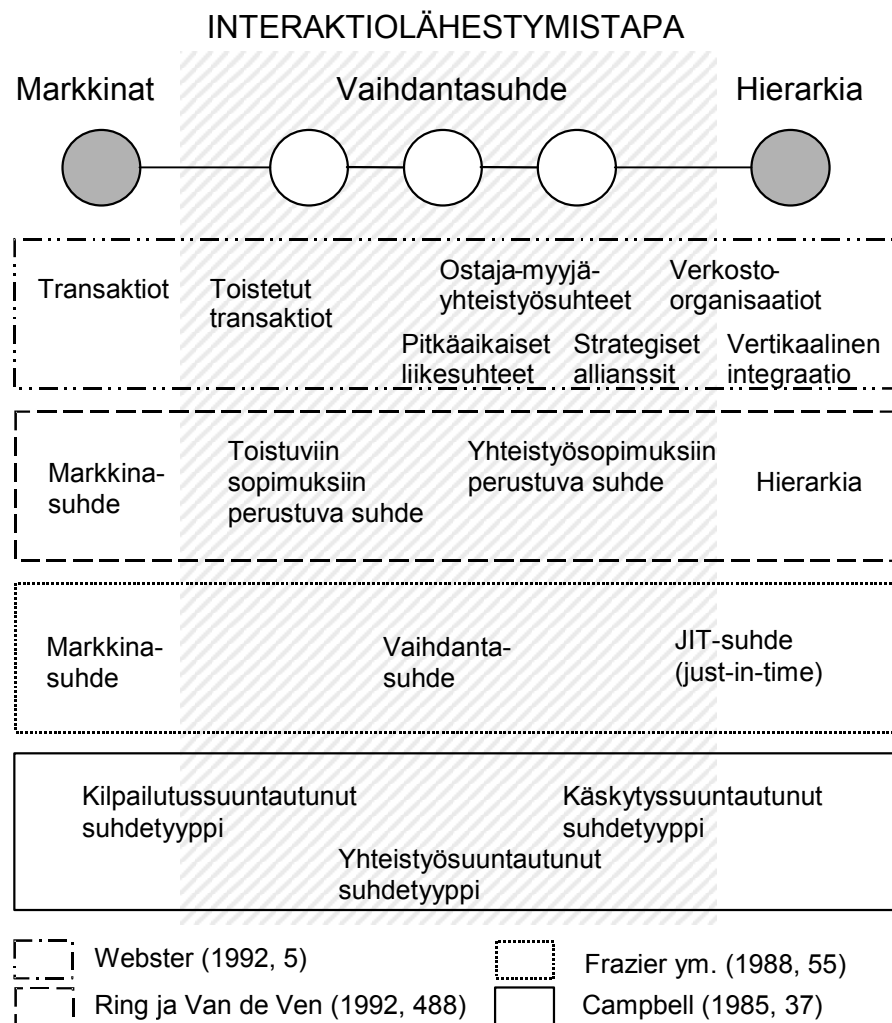 INTERAKTIOLÄHESTYMISTAPA
Markkinat Vaihdantasuhde Hierarkia
Transaktiot
Toistetut
transaktiot
Ostaja-myyjä-
yhteistyösuhteet
Verkosto-
organisaatiot
Pitkäaikaiset
liikesuhteet
Strategiset
allianssit
Vertikaalinen
integraatio
Markkina-
suhde
Toistuviin
sopimuksiin
perustuva suhde
Yhteistyösopimuksiin
perustuva suhde
Hierarkia
Markkina-
suhde
Vaihdanta-
suhde
JIT-suhde
(just-in-time)
Kilpailutussuuntautunut
suhdetyyppi
Yhteistyösuuntautunut
suhdetyyppi
Käskytyssuuntautunut
suhdetyyppi
Webster (1992, 5)
Frazier ym. (1988, 55)
Ring ja Van de Ven (1992, 488)
Campbell (1985, 37)